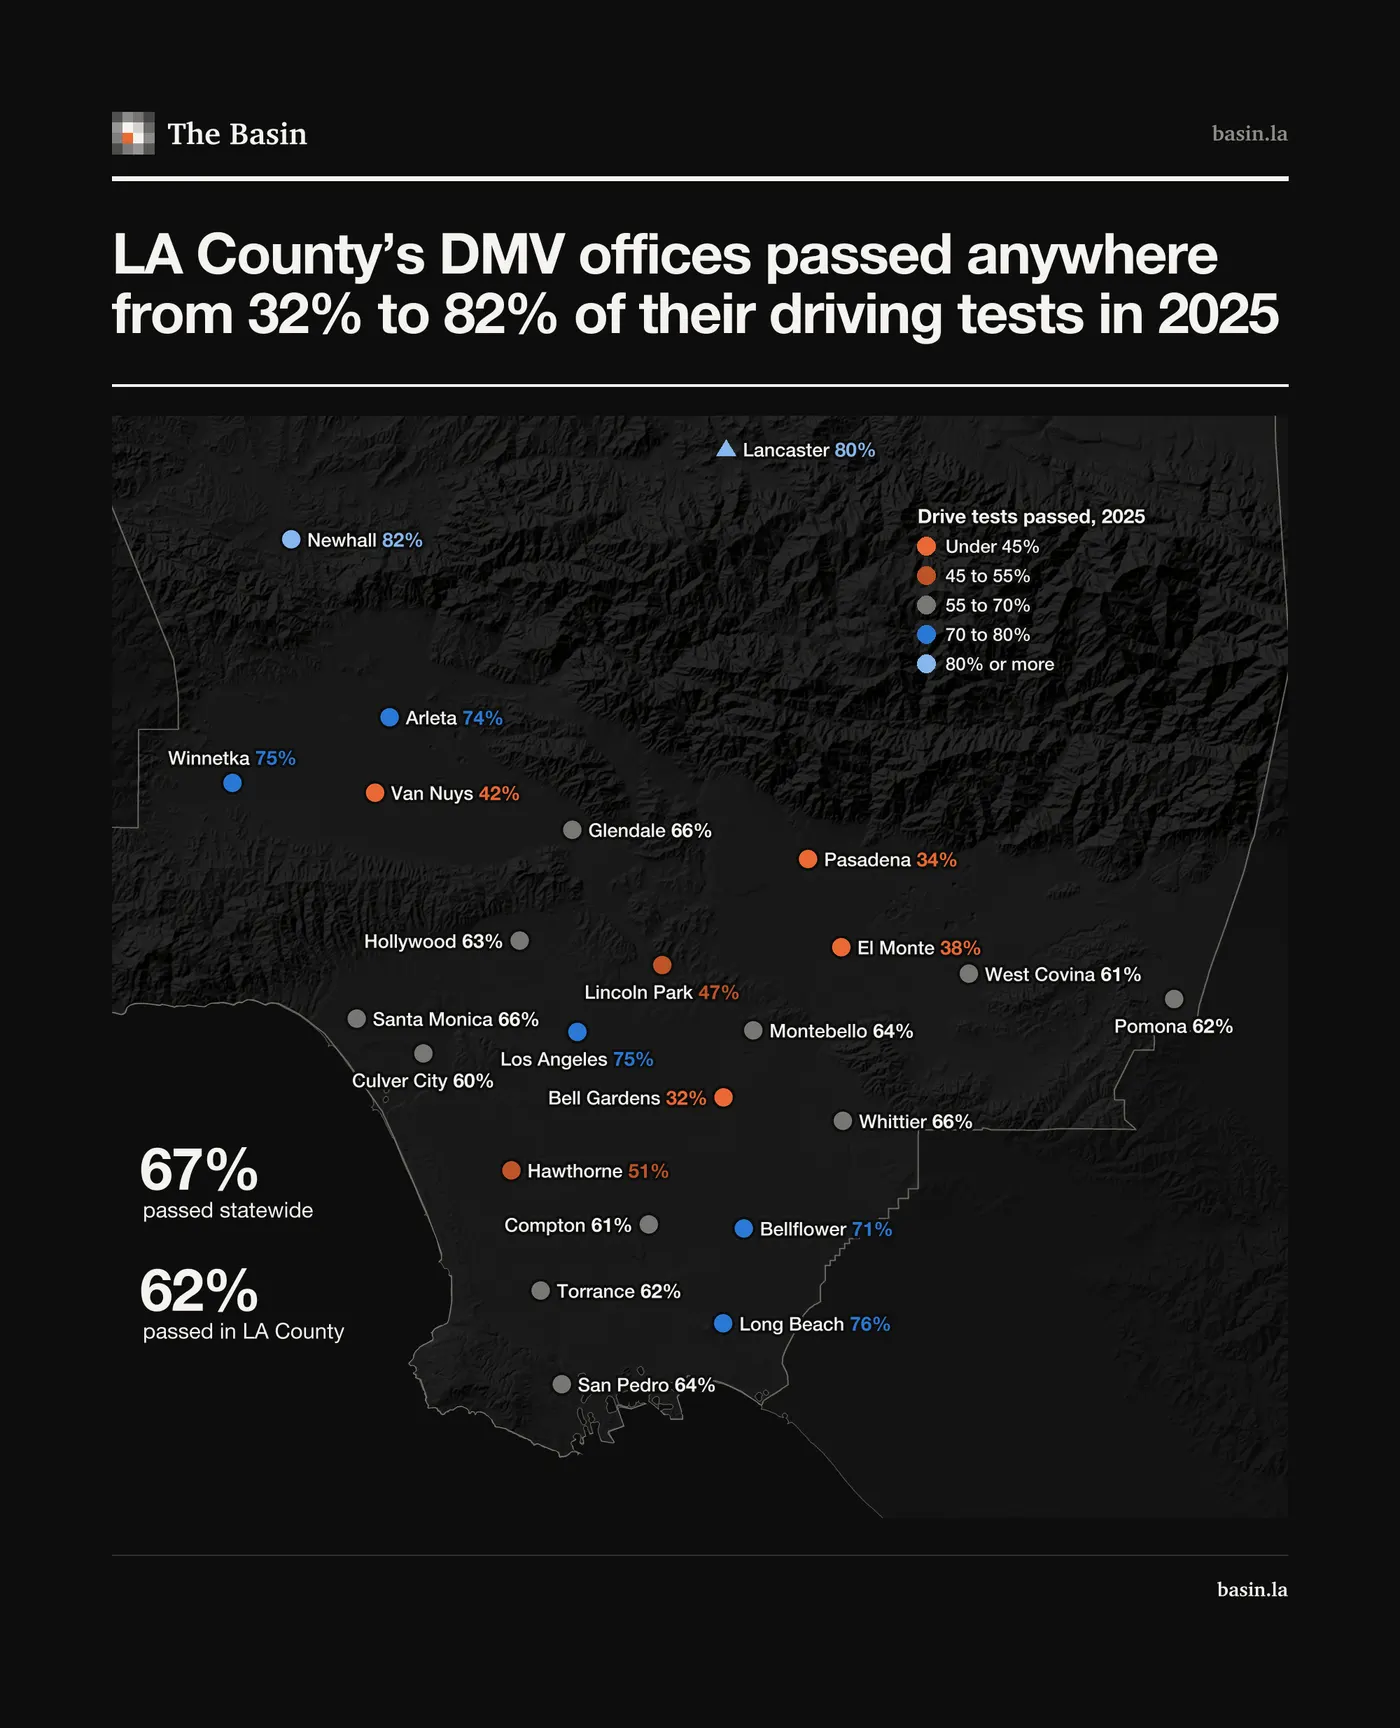 The Basin
basin.la
LA County’s DMV offices passed anywhere
from 32% to 82% of their driving tests in 2025
Lancaster 80%
Drive tests passed, 2025
Under 45%
45 to 55%
55 to 70%
70 to 80%
80% or more
Newhall 82%
Arleta 74%
Winnetka 75%
Van Nuys 42%
Glendale 66%
Pasadena 34%
Hollywood 63%
El Monte 38%
Lincoln Park 47%
West Covina 61%
Pomona 62%
Santa Monica 66%
Montebello 64%
Los Angeles 75%
Culver City 60%
Bell Gardens 32%
Whittier 66%
67%
passed statewide
Hawthorne 51%
Compton 61%
Bellflower 71%
62%
passed in LA County
Torrance 62%
Long Beach 76%
San Pedro 64%
basin.la